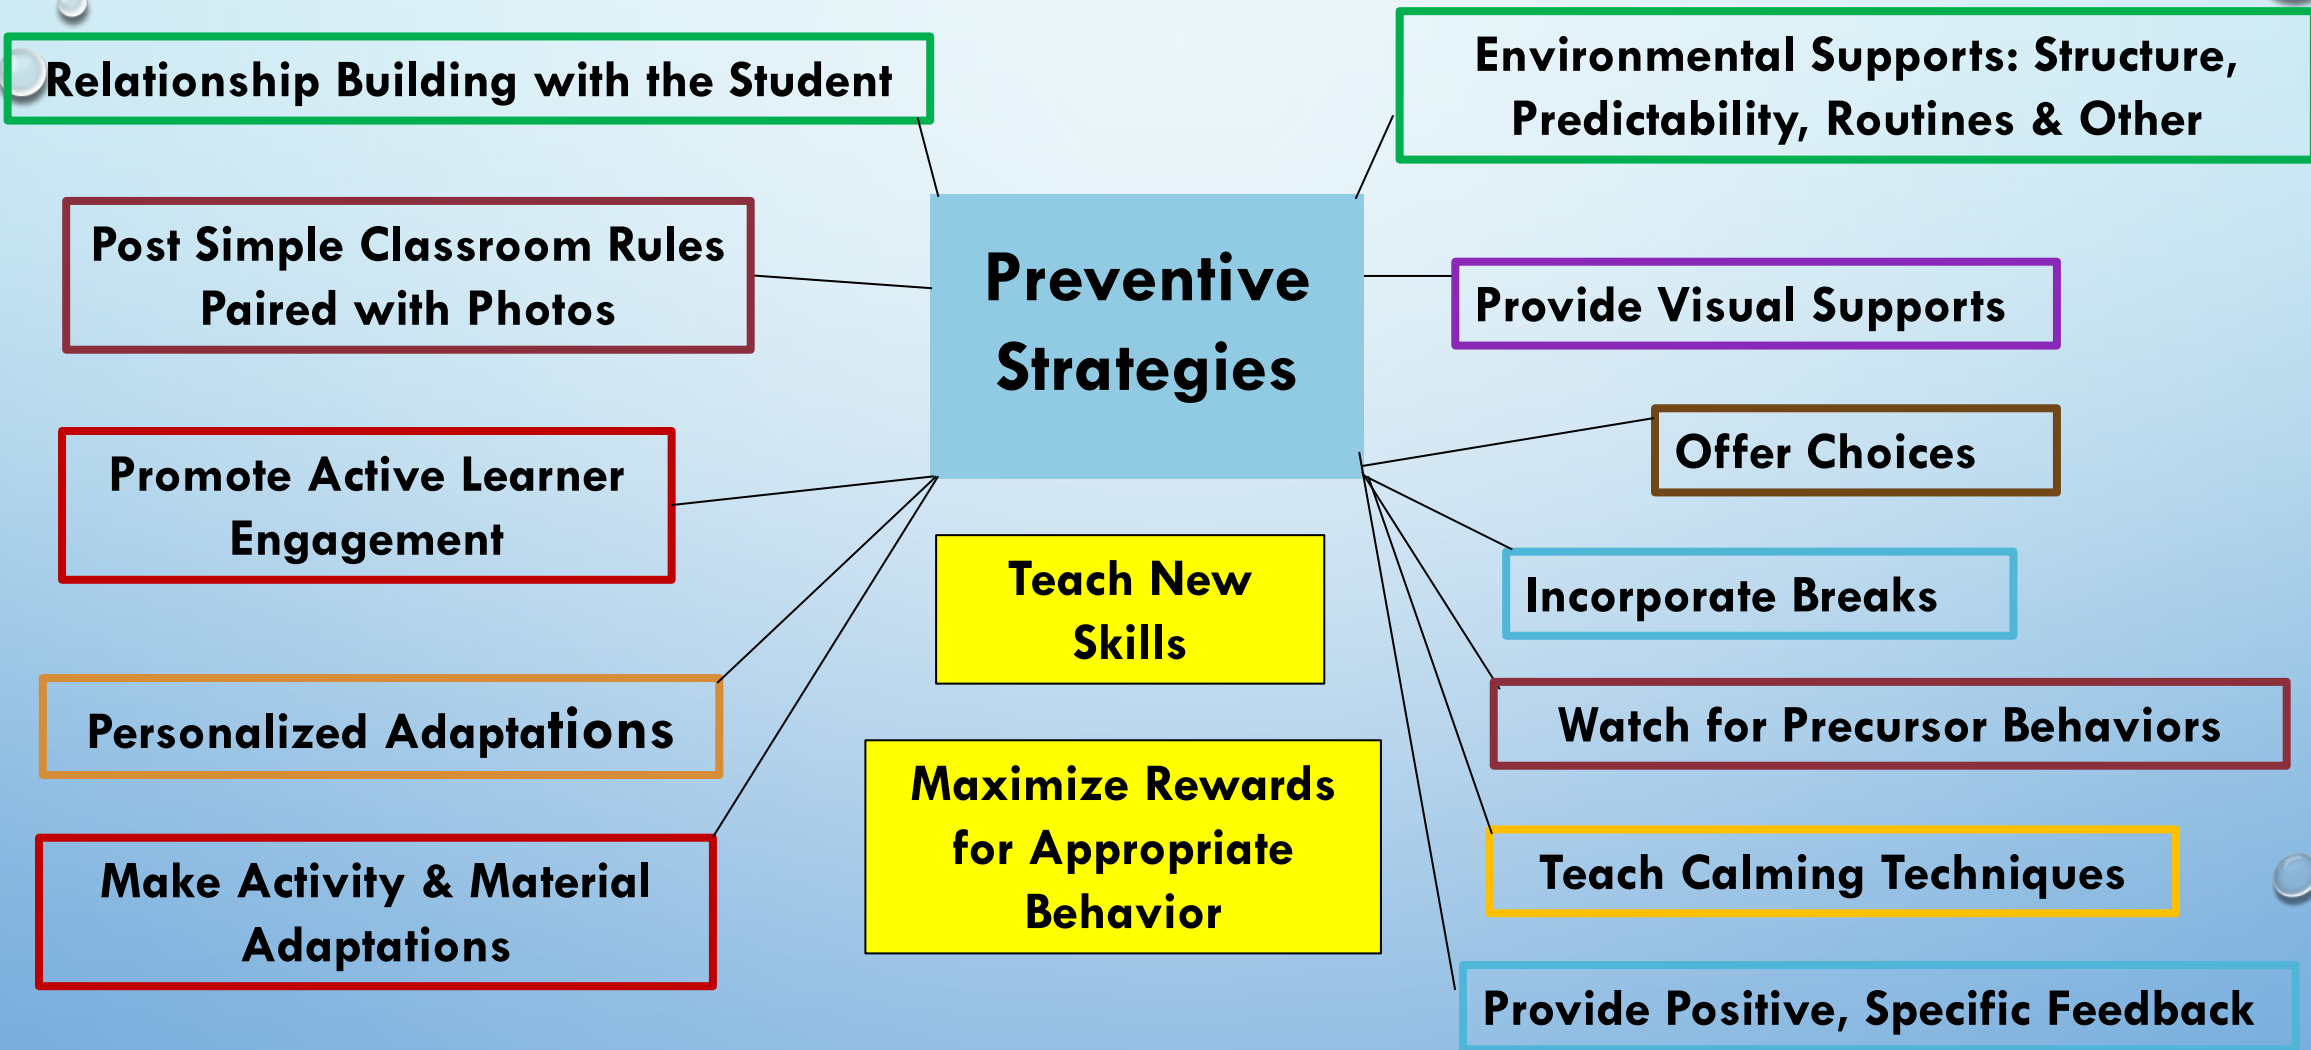 Relationship Building with the Student
Environmental Supports: Structure,
Predictability, Routines & Other
Post Simple Classroom Rules
Paired with Photos
Preventive
Strategies
Provide Visual Supports
Promote Active Learner
Engagement
Offer Choices
Teach New
Skills
Incorporate Breaks
Personalized Adaptations
Watch for Precursor Behaviors
Maximize Rewards
for Appropriate
Behavior
Make Activity & Material
Adaptations
Teach Calming Techniques
Provide Positive, Specific Feedback